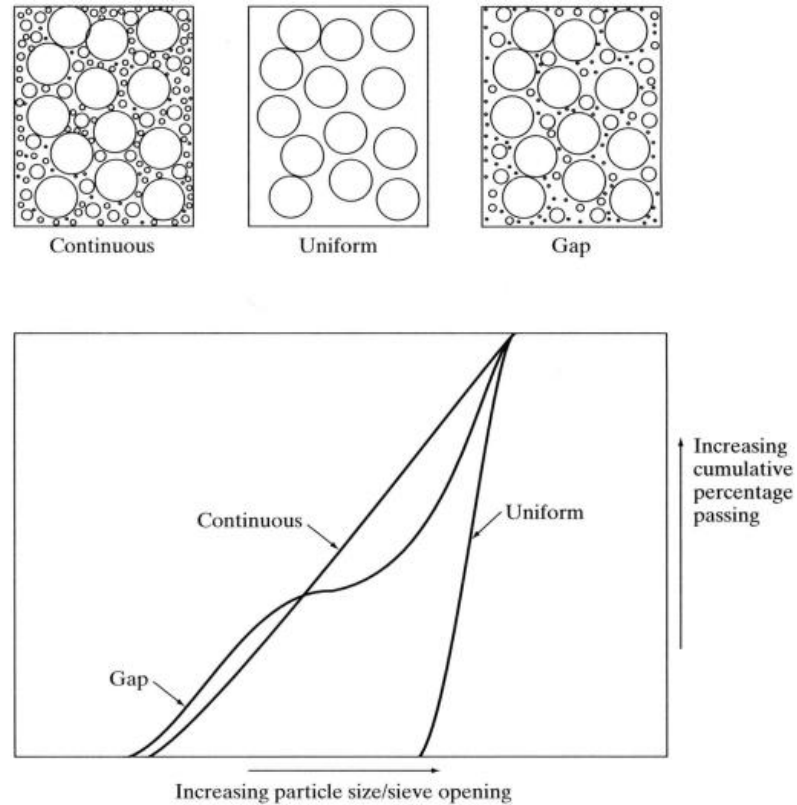 Continuous
Uniform
Gap
Increasing
cumulative
percentage
passing
Continuous
Uniform
Gap
Increasing particle size/sieve opening